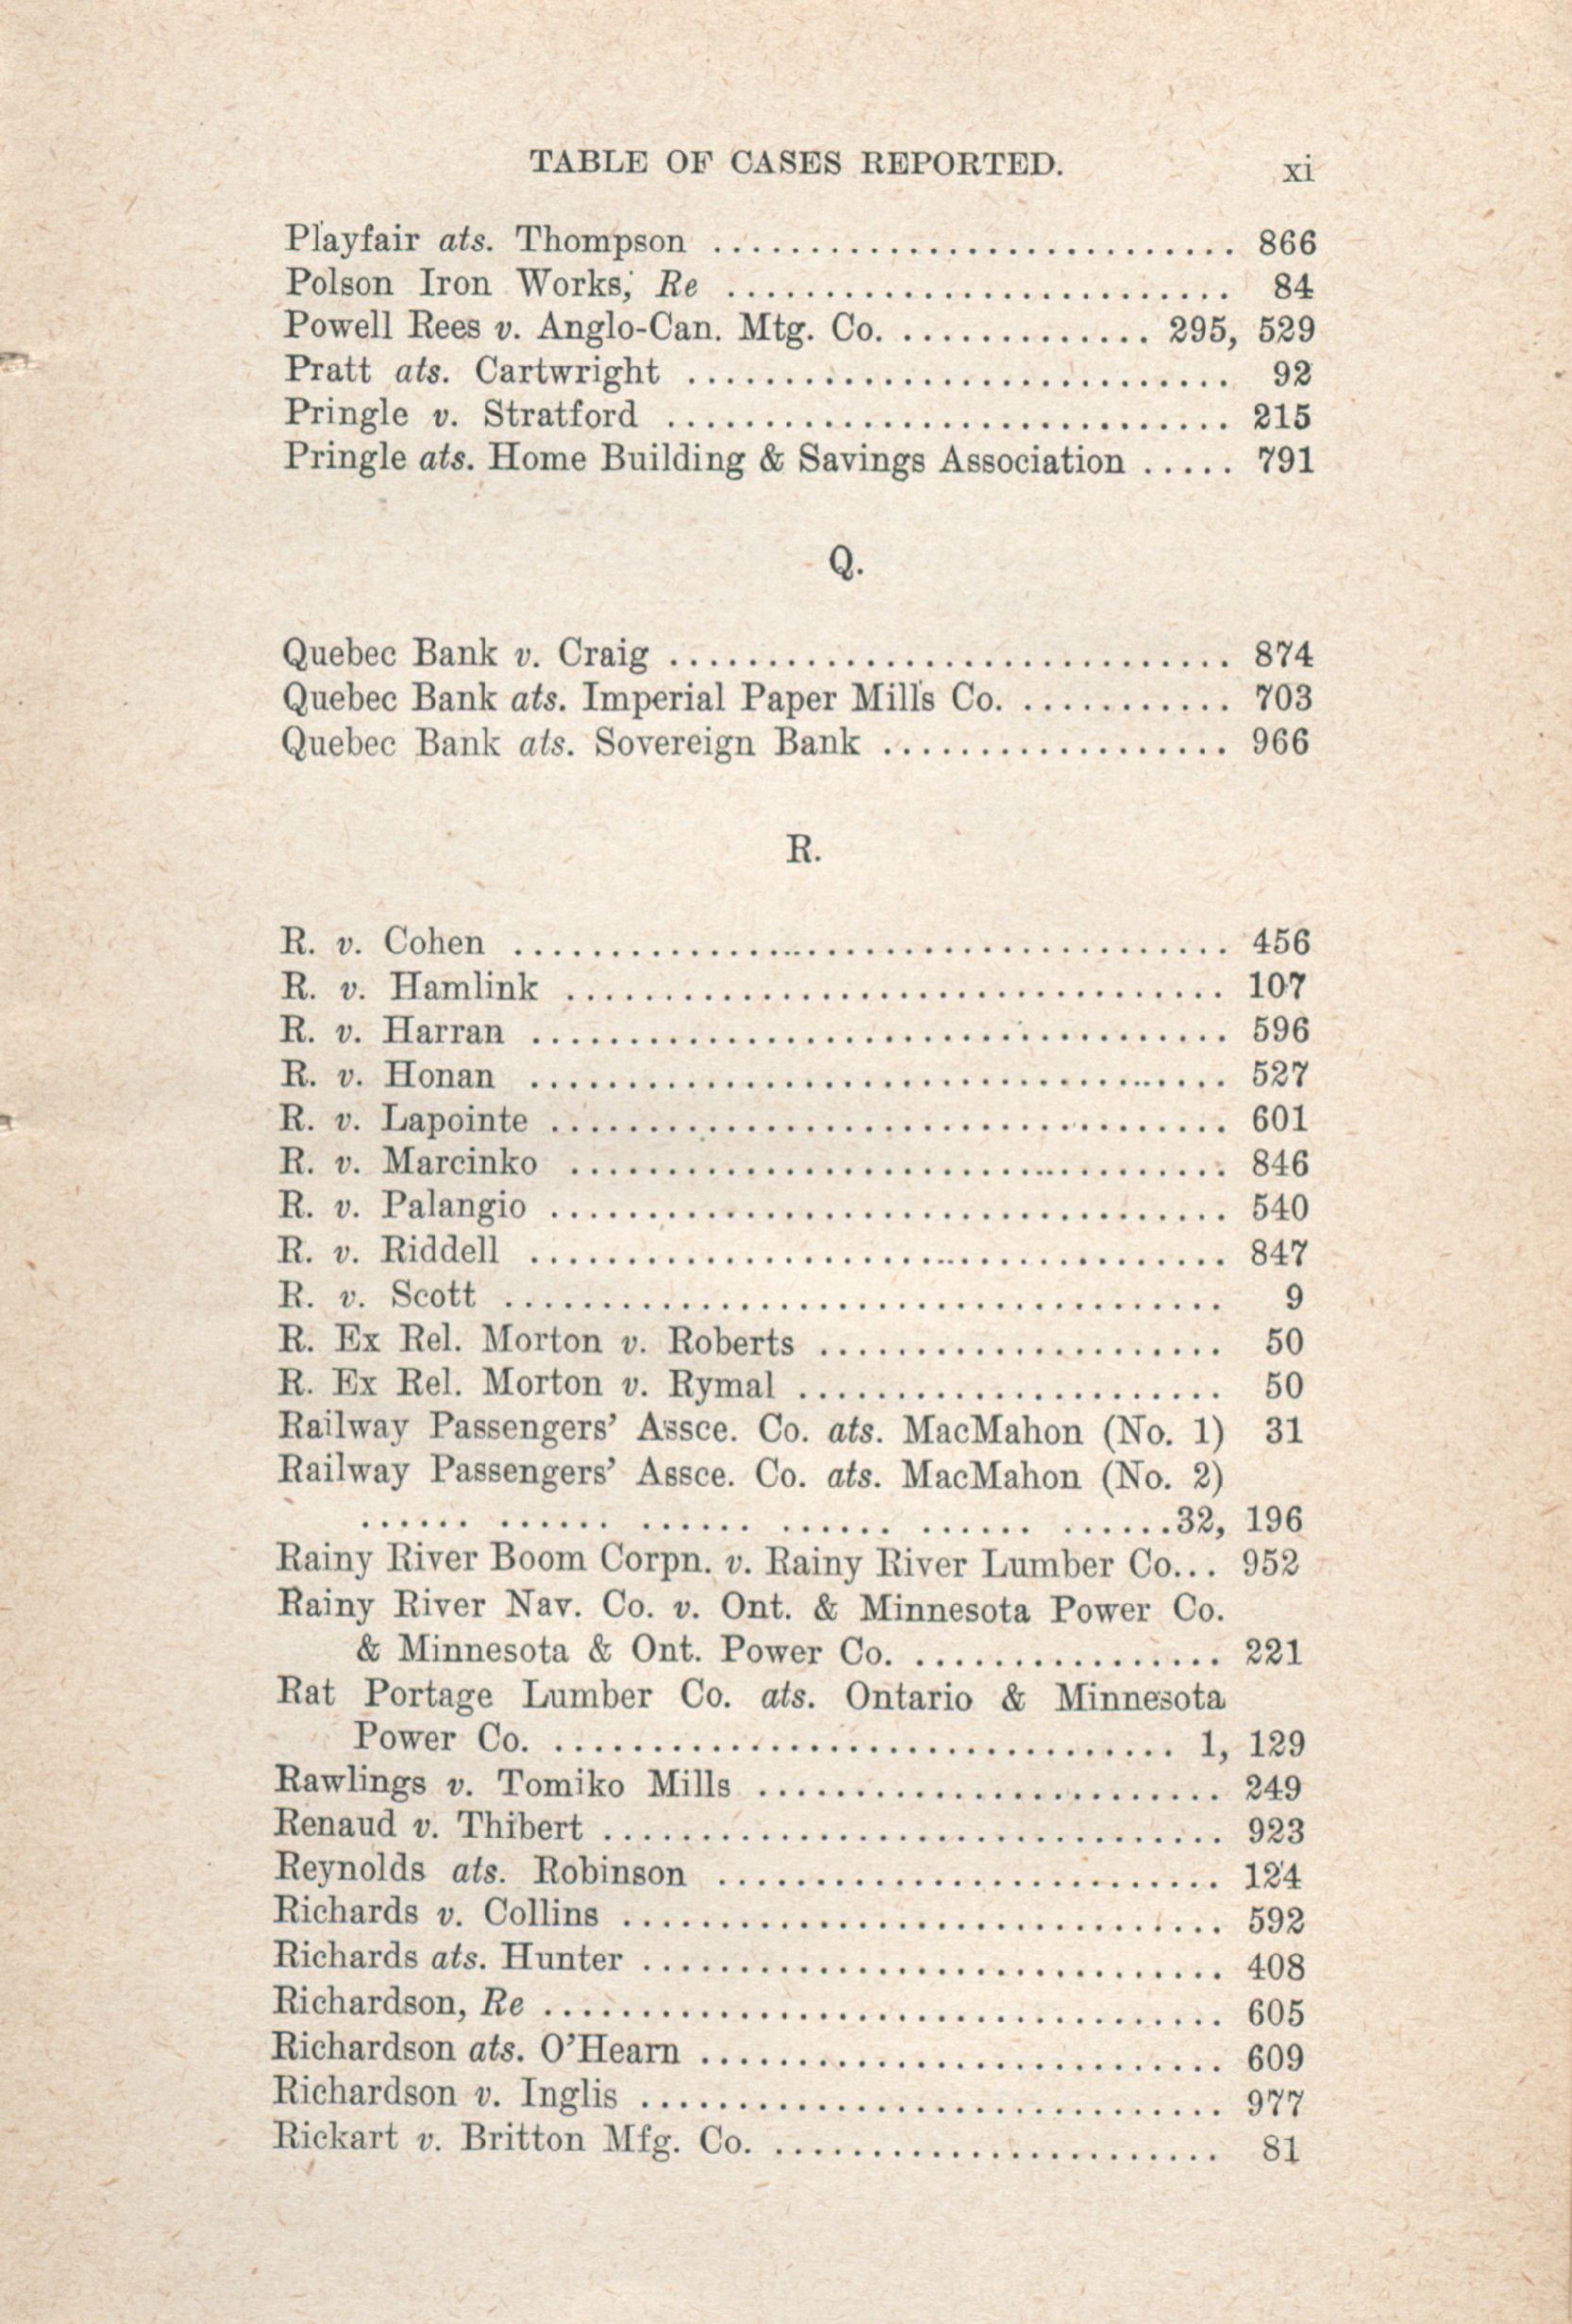 TABLE OF CASES REPORTED. xi
Playfair ats. Thompson ........................... 866
Polson Iron Works, Re .......................... 84
Powell Rees v. Anglo-Can. Mtg. Co. ............. 295, 529
Pratt ats. Cartwright ............................ 92
Pringle v. Stratford ............................. 215
Pringle ats. Home Building & Savings Association ..... 791
Q.
Quebec Bank v. Craig ............................. 874
Quebec Bank ats. Imperial Paper Mills Co. ........... 703
Quebec Bank ats. Sovereign Bank .................. 966
R.
R. v. Cohen ..................................... 456
R. v. Hamlink .................................. 107
R. v. Harran .................................... 596
R. v. Honan .................................... 527
R. v. Lapointe ................................... 601
R. v. Marcinko .................................. 846
R. v. Palangio ................................... 540
R. v. Riddell .................................... 847
R. v. Scott ..................................... 9
R. Ex Rel. Morton v. Roberts ..................... 50
R. Ex Rel. Morton v. Rymal ...................... 50
Railway Passengers' Assce. Co. ats. MacMahon (No. 1) 31
Railway Passengers' Assce. Co. ats. MacMahon (No. 2)
...... ...... ...... ...... ...... ......32, 196
Rainy River Boom Corpn. v. Rainy River Lumber Co... 952
Rainy River Nav. Co. v. Ont. & Minnesota Power Co.
& Minnesota & Ont. Power Co. ................ 221
Rat Portage Lumber Co. ats. Ontario & Minnesota
Power Co. ................................ 1, 129
Rawlings v. Tomiko Mills ........................ 249
Renaud v. Thibert ................................ 923
Reynolds ats. Robinson .......................... 124
Richards v. Collins ............................... 592
Richards ats. Hunter .............................. 408
Richardson, Re ................................... 605
Richardson ats. O'Hearn ........................... 609
Richardson v. Inglis .............................. 977
Rickart v. Britton Mfg. Co. ....................... 81